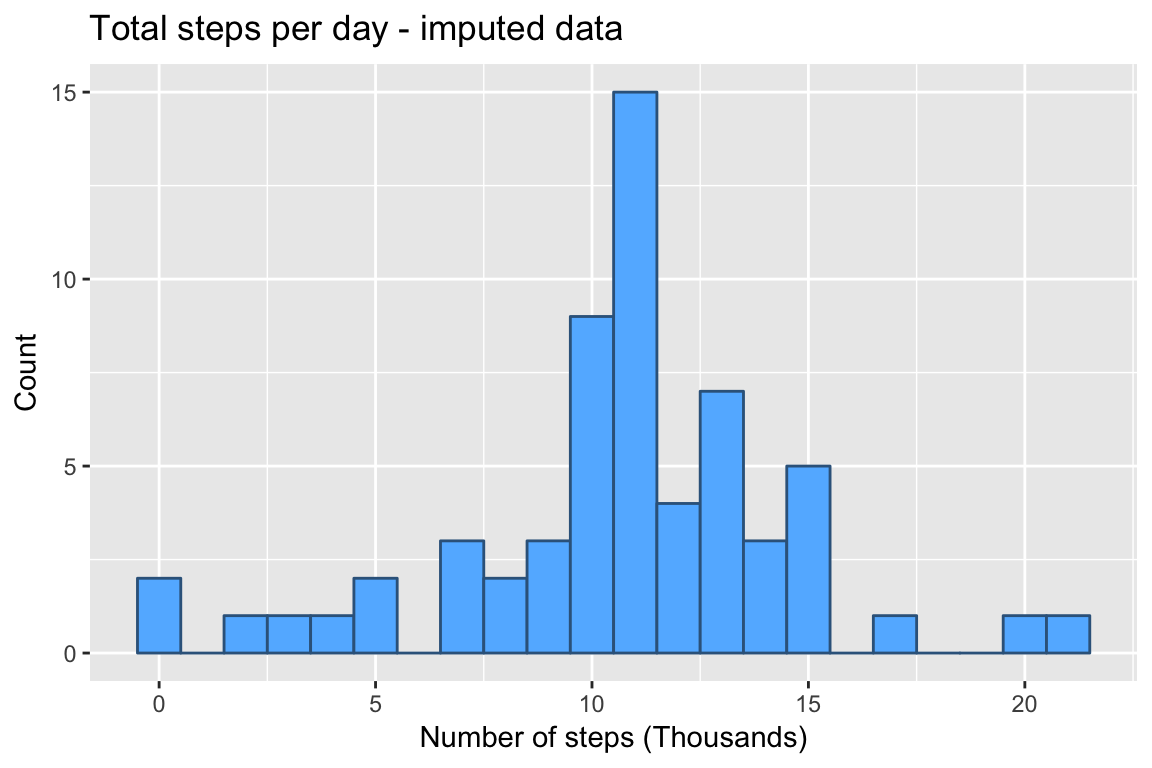 Total steps per day - imputed data
15
10
5
0
Count
0 5 10 15 20
Number of steps (Thousands)